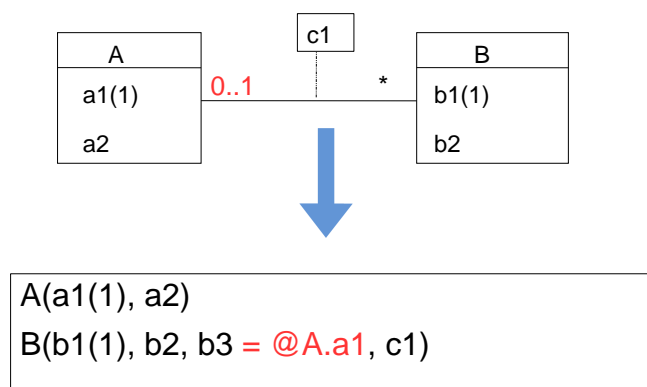 c1
A
B
0..1
*
a1(1)
b1(1)
a2
b2
A(a1(1), a2)
B(b1(1), b2, b3 = @A.a1, c1)